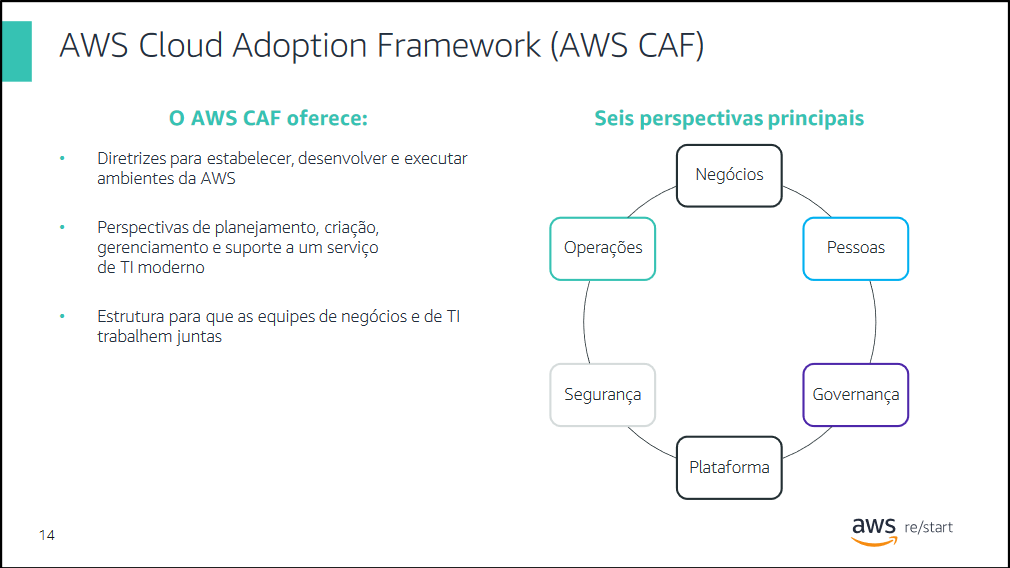 AWS Cloud Adoption Framework (AWS CAF)
O AWS CAF oferece:
• Diretrizes para estabelecer, desenvolver e executar
ambientes da AWS
• Perspectivas de planejamento, criação,
gerenciamento e suporte a um serviço
de TI moderno
• Estrutura para que as equipes de negócios e de TI
trabalhem juntas
Seis perspectivas principais
Negócios
Operações
Pessoas
Segurança
Governança
Plataforma
14
aws re/start